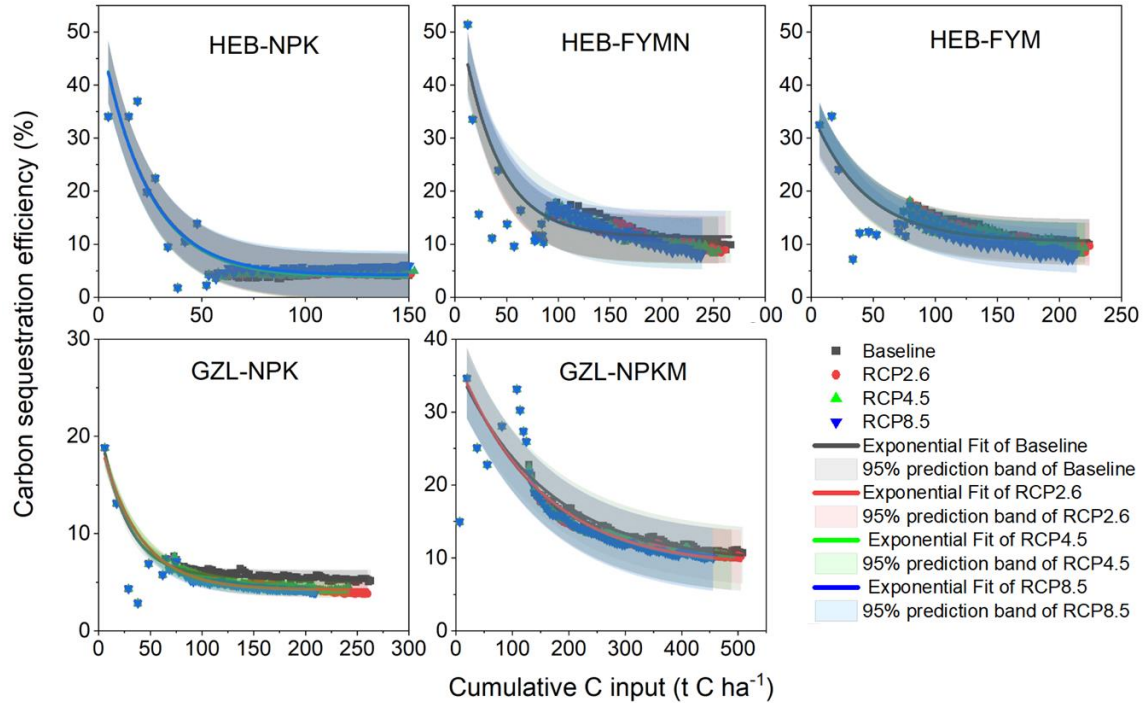 Carbon sequestration efficiency (%)
HEB-NPK
50
40
30
20
10
0
0 50 100 150
HEB-FYMN
50
40
30
20
10
0
0 50 100 150 200 250 00
HEB-FYM
50
40
30
20
10
0
0 50 100 150 200 250
GZL-NPK
30
20
10
0
0 50 100 150 200 250 300
GZL-NPKM
40
30
20
10
0
0 100 200 300 400 500
Baseline
RCP2.6
RCP4.5
RCP8.5
Exponential Fit of Baseline
95% prediction band of Baseline
Exponential Fit of RCP2.6
95% prediction band of RCP2.6
Exponential Fit of RCP4.5
95% prediction band of RCP4.5
Exponential Fit of RCP8.5
95% prediction band of RCP8.5
Cumulative C input (t C ha⁻¹)